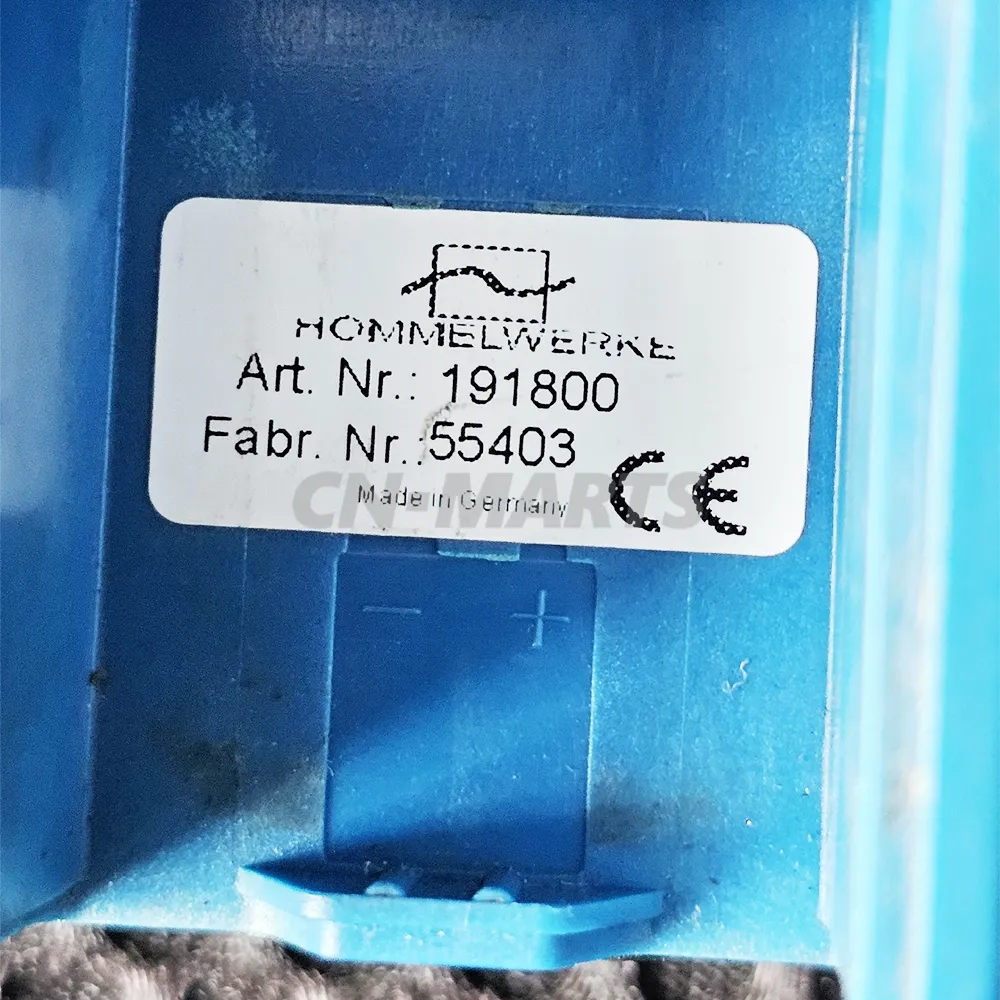 HOMMELWERKE
Art. Nr.: 191800
Fabr. Nr.:55403
Made in Germany
CE
CN-MARTS
− +